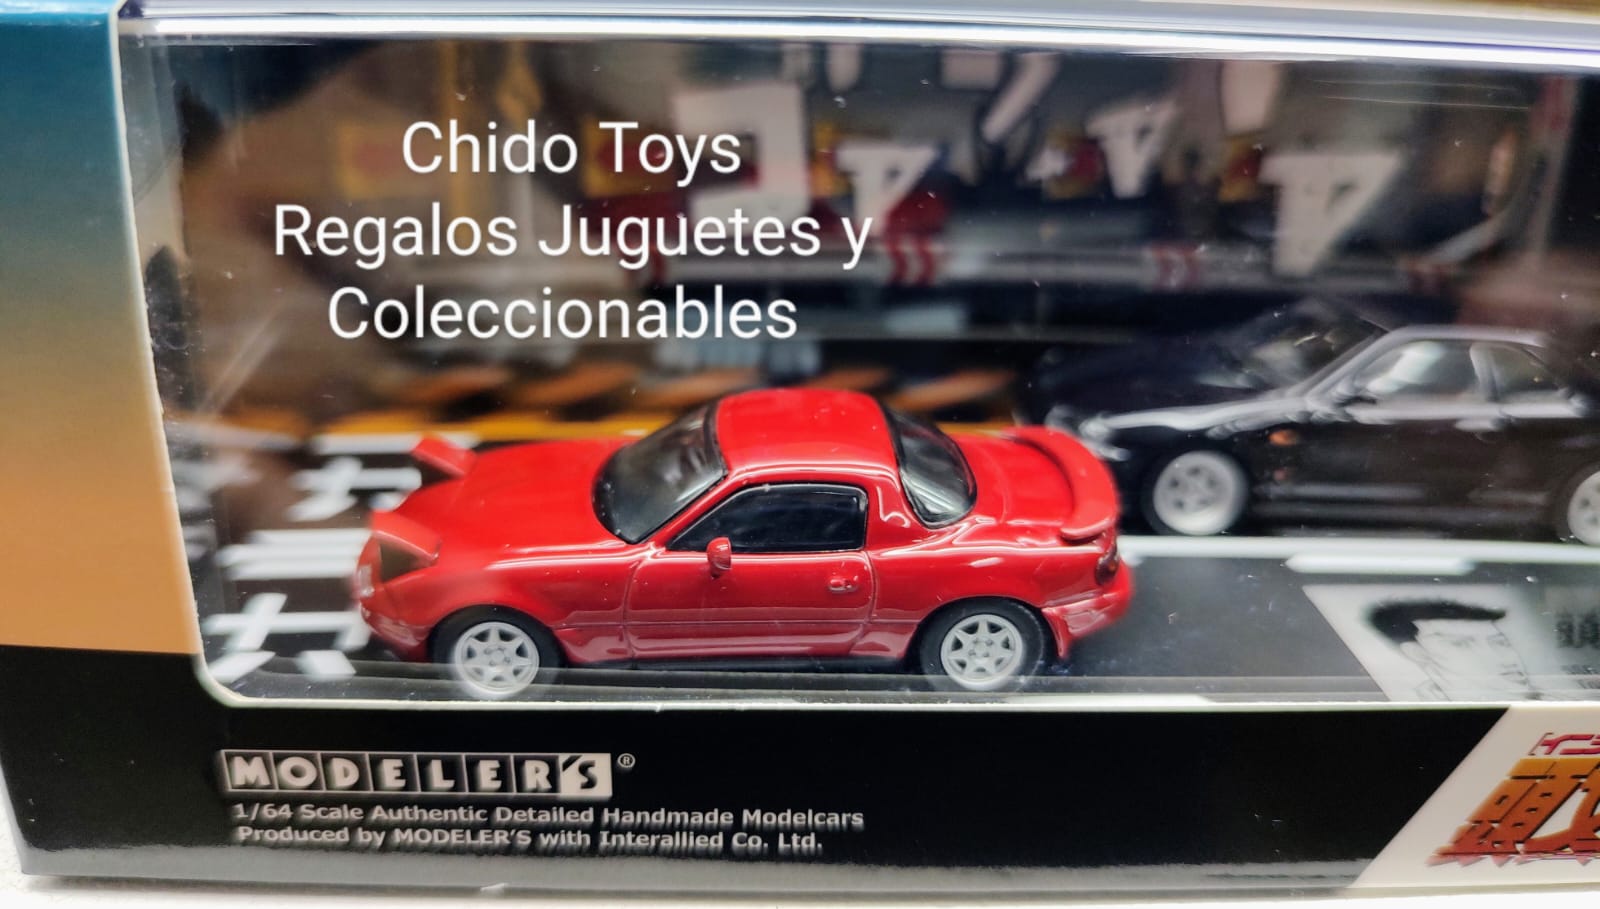 Chido Toys
Regalos Juguetes y
Coleccionables
MODELER'S®
1/64 Scale Authentic Detailed Handmade Modelcars
Produced by MODELER'S with Interallied Co. Ltd.
頭